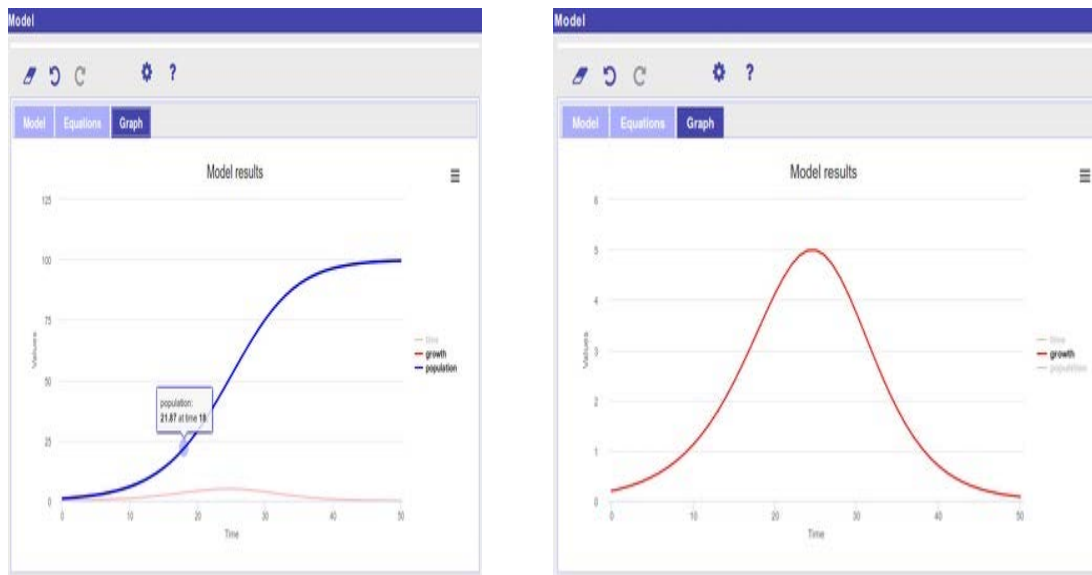 Model
?
Model Equations Graph
Model results
125
100
75
50
25
0
Values
population:
21.87 at time 18
0 10 20 30 40 50
Time
time
growth
population
Model
?
Model Equations Graph
Model results
6
5
4
3
2
1
0
Values
0 10 20 30 40 50
Time
time
growth
population